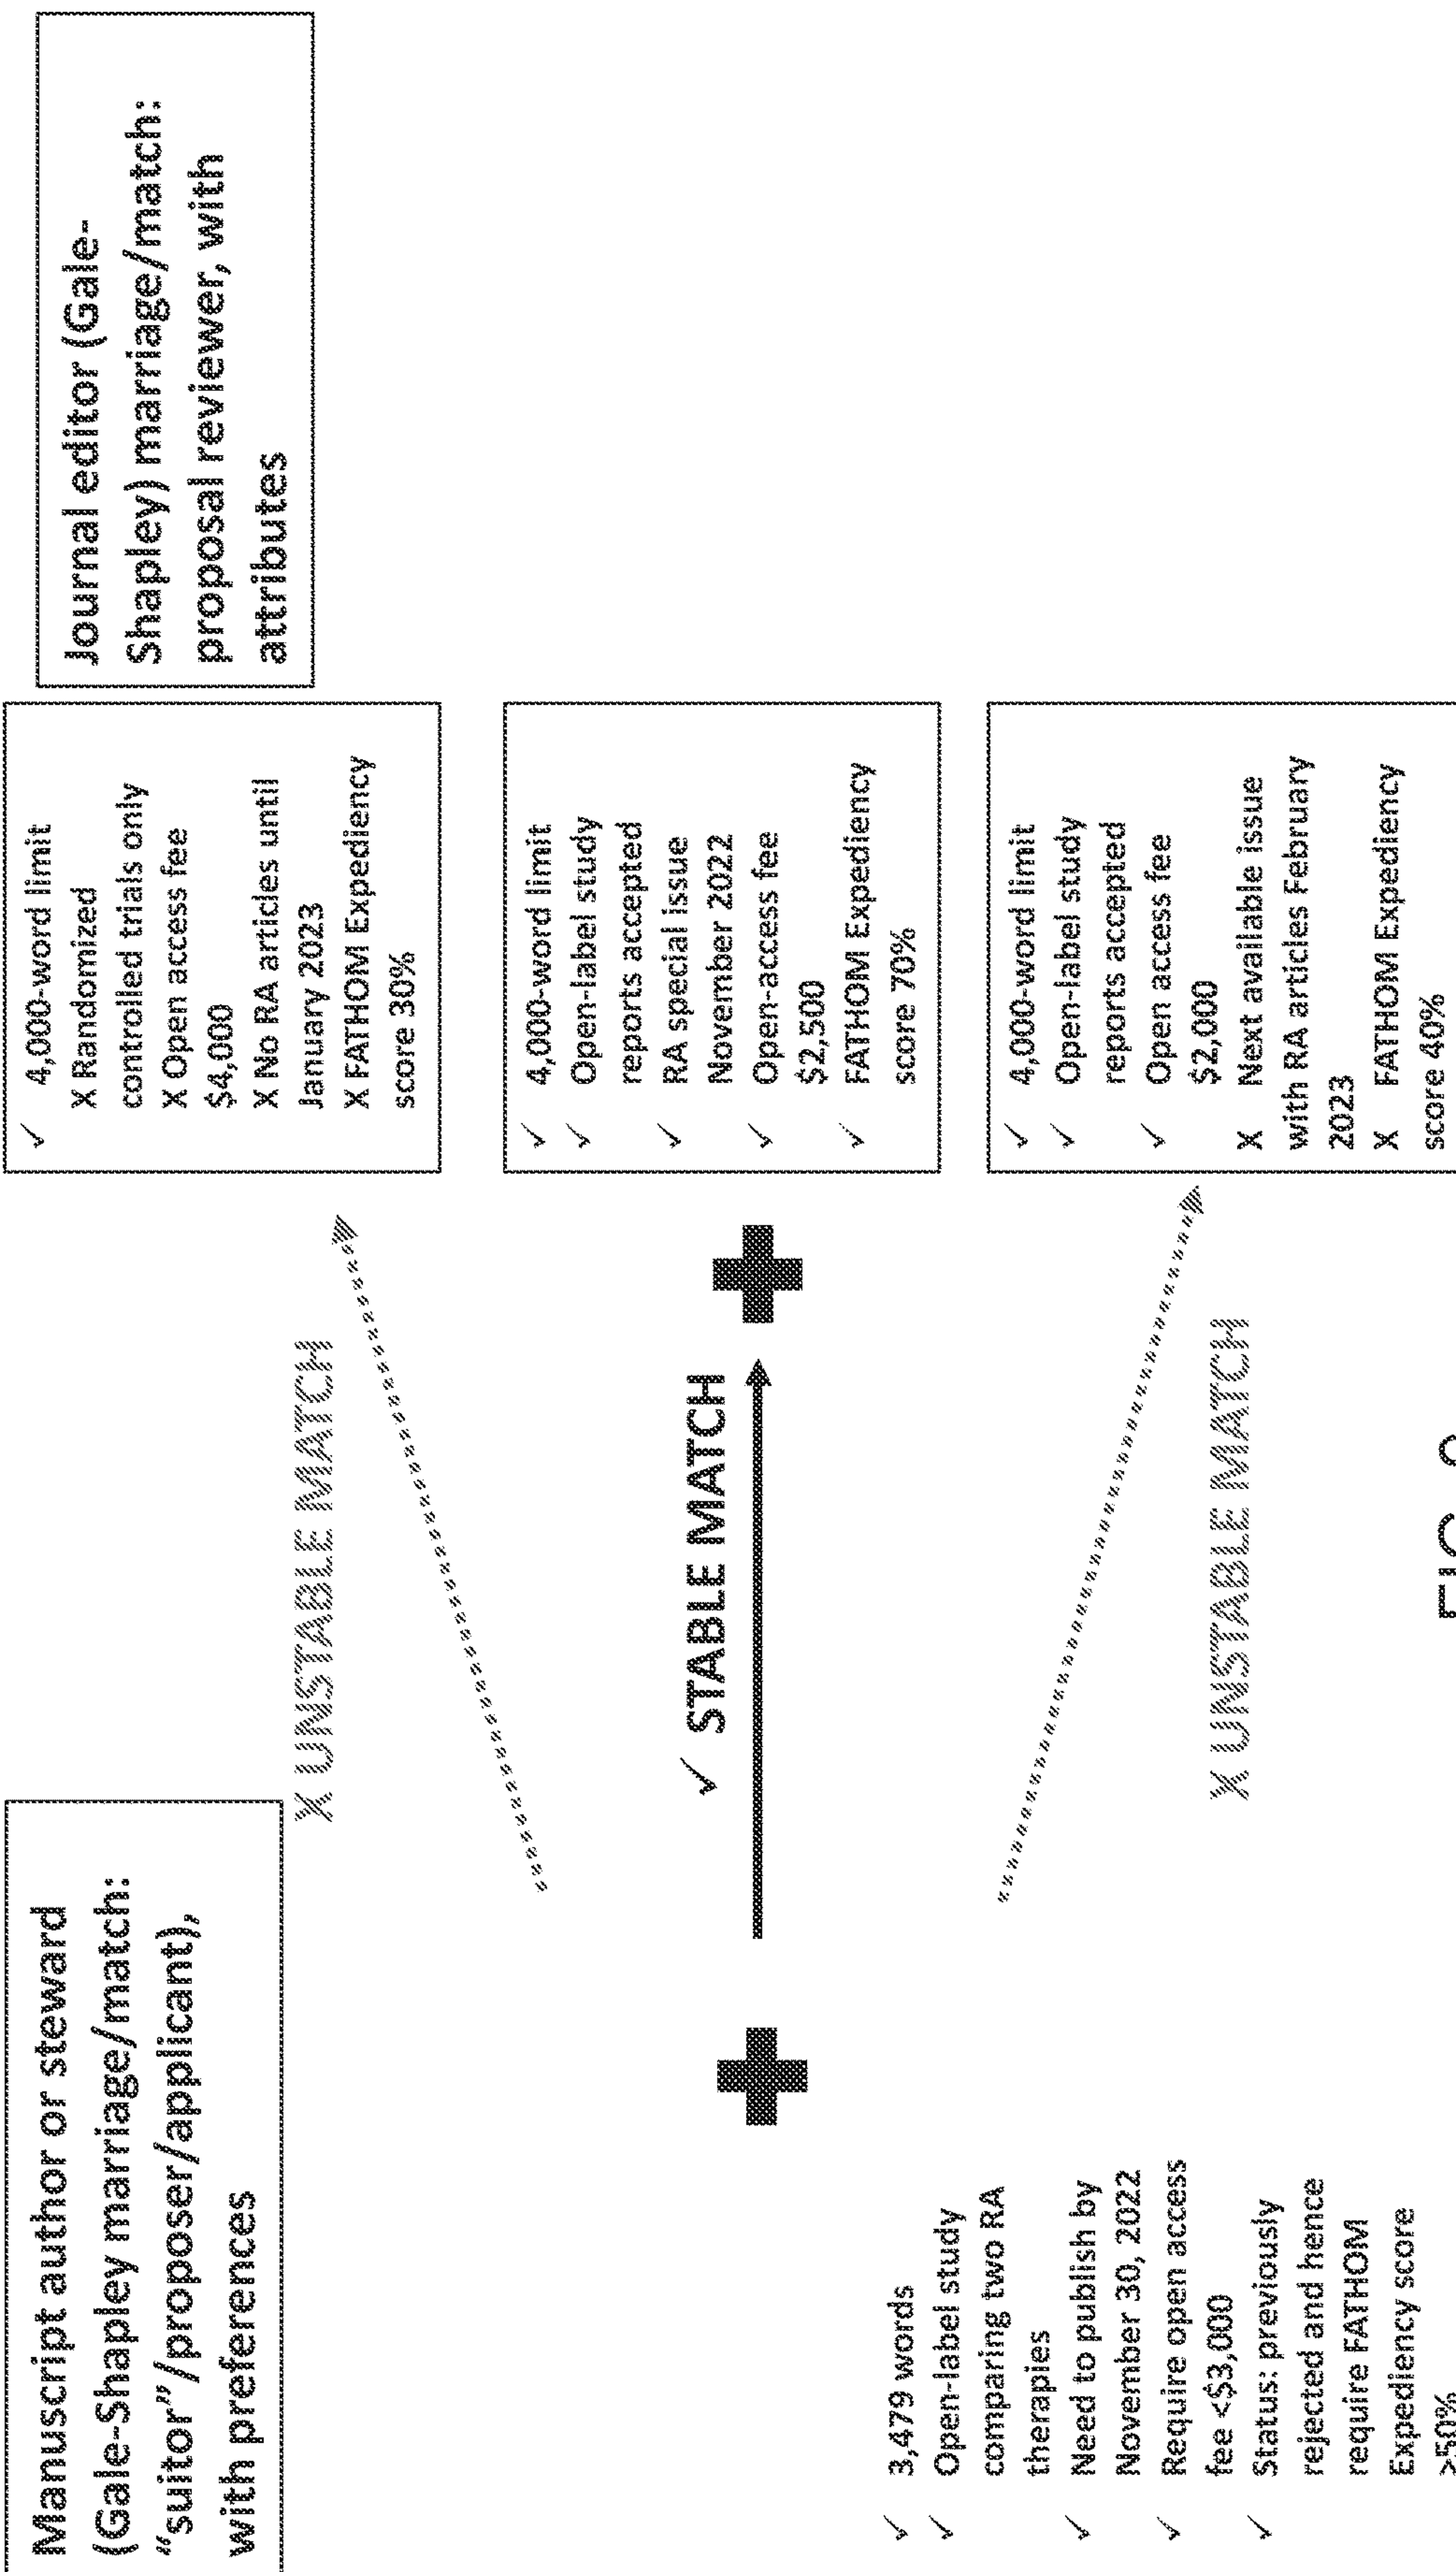 Manuscript author or steward
(Gale-Shapley marriage/match:
"suitor"/proposer/applicant),
with preferences
✓ 3,479 words
✓ Open-label study
comparing two RA
therapies
✓ Need to publish by
November 30, 2022
✓ Require open access
fee <$3,000
✓ Status: previously
rejected and hence
require FATHOM
Expediency score
>50%
X UNSTABLE MATCH
✓ STABLE MATCH
X UNSTABLE MATCH
✓ 4,000-word limit
X Randomized
controlled trials only
X Open access fee
$4,000
X No RA articles until
January 2023
X FATHOM Expediency
score 30%
✓ 4,000-word limit
✓ Open-label study
reports accepted
✓ RA special issue
November 2022
✓ Open-access fee
$2,500
✓ FATHOM Expediency
score 70%
✓ 4,000-word limit
✓ Open-label study
reports accepted
✓ Open access fee
$2,000
X Next available issue
with RA articles February
2023
X FATHOM Expediency
score 40%
Journal editor (Gale-
Shapley) marriage/match:
proposal reviewer, with
attributes